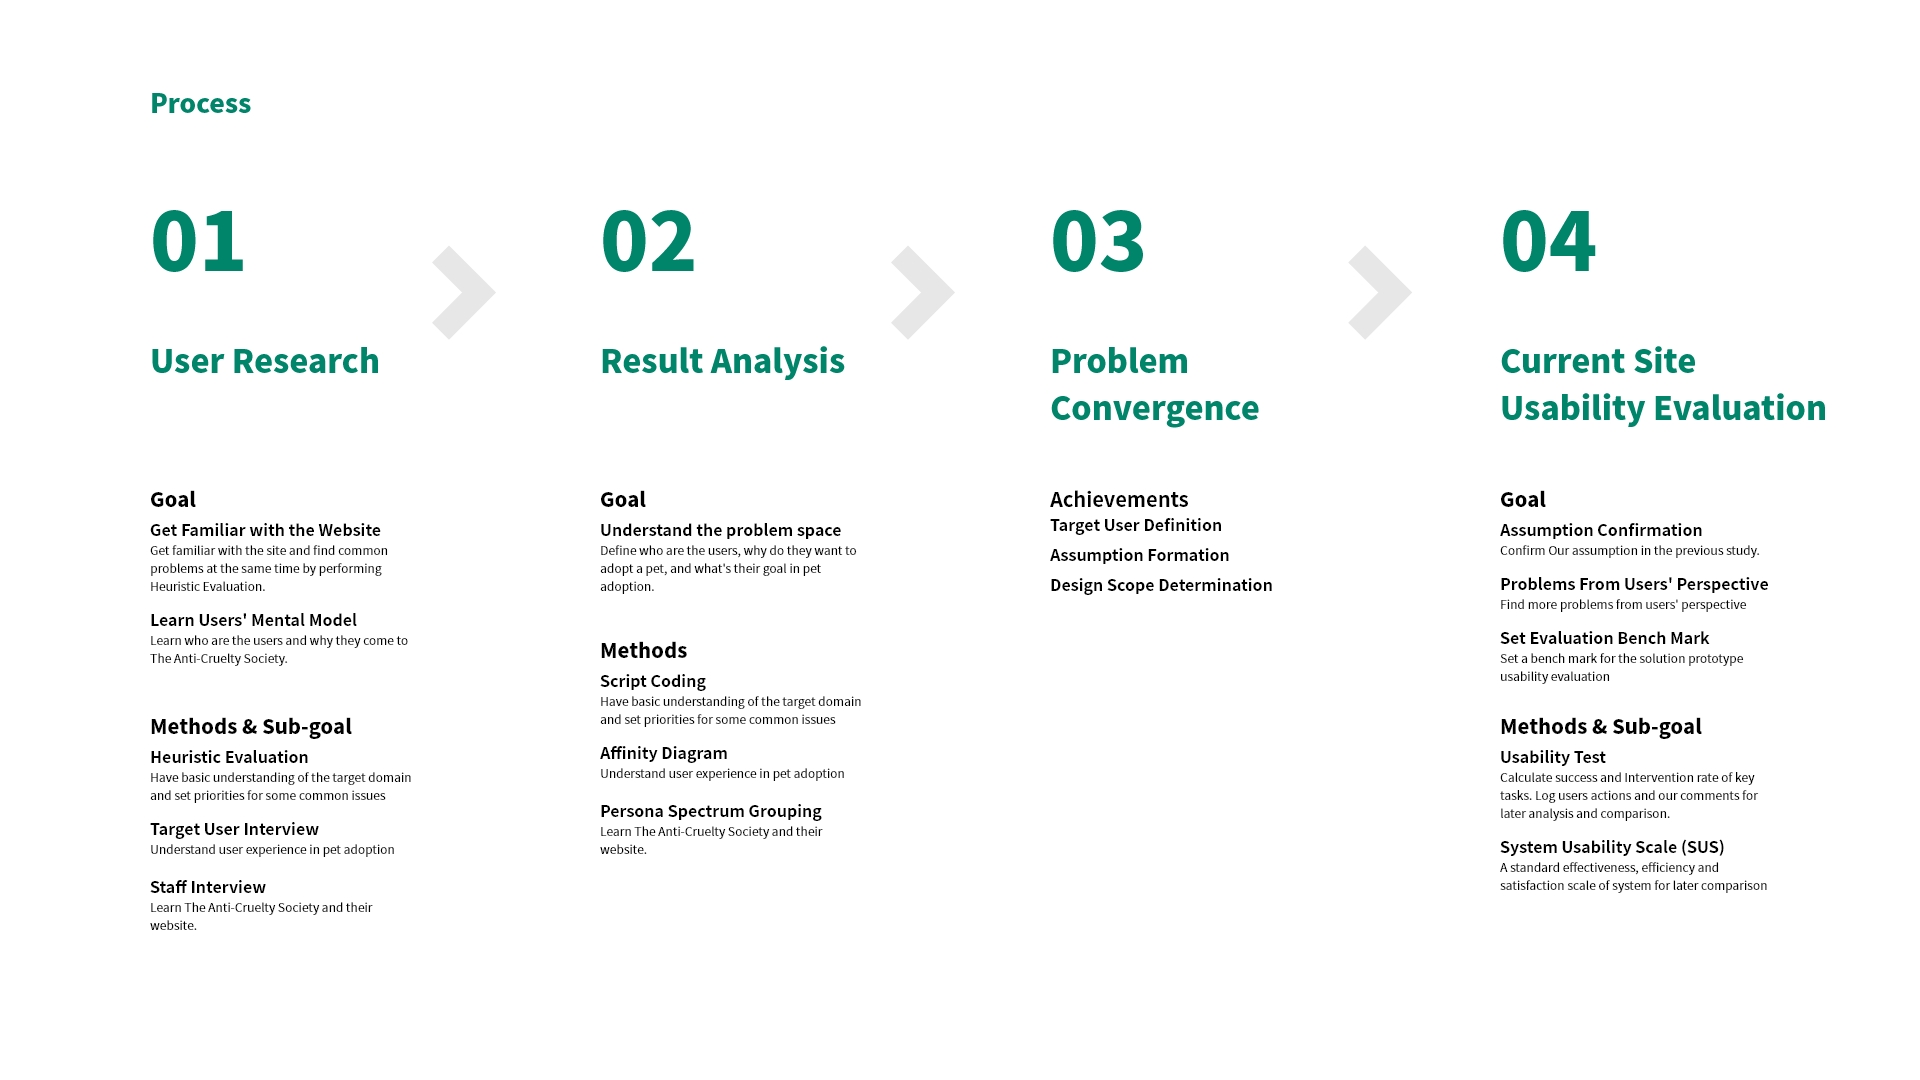 Process
01
User Research
Goal
Get Familiar with the Website
Get familiar with the site and find common
problems at the same time by performing
Heuristic Evaluation.
Learn Users' Mental Model
Learn who are the users and why they come to
The Anti-Cruelty Society.
Methods & Sub-goal
Heuristic Evaluation
Have basic understanding of the target domain
and set priorities for some common issues
Target User Interview
Understand user experience in pet adoption
Staff Interview
Learn The Anti-Cruelty Society and their
website.
02
Result Analysis
Goal
Understand the problem space
Define who are the users, why do they want to
adopt a pet, and what's their goal in pet
adoption.
Methods
Script Coding
Have basic understanding of the target domain
and set priorities for some common issues
Affinity Diagram
Understand user experience in pet adoption
Persona Spectrum Grouping
Learn The Anti-Cruelty Society and their
website.
03
Problem
Convergence
Achievements
Target User Definition
Assumption Formation
Design Scope Determination
04
Current Site
Usability Evaluation
Goal
Assumption Confirmation
Confirm Our assumption in the previous study.
Problems From Users' Perspective
Find more problems from users' perspective
Set Evaluation Bench Mark
Set a bench mark for the solution prototype
usability evaluation
Methods & Sub-goal
Usability Test
Calculate success and Intervention rate of key
tasks. Log users actions and our comments for
later analysis and comparison.
System Usability Scale (SUS)
A standard effectiveness, efficiency and
satisfaction scale of system for later comparison